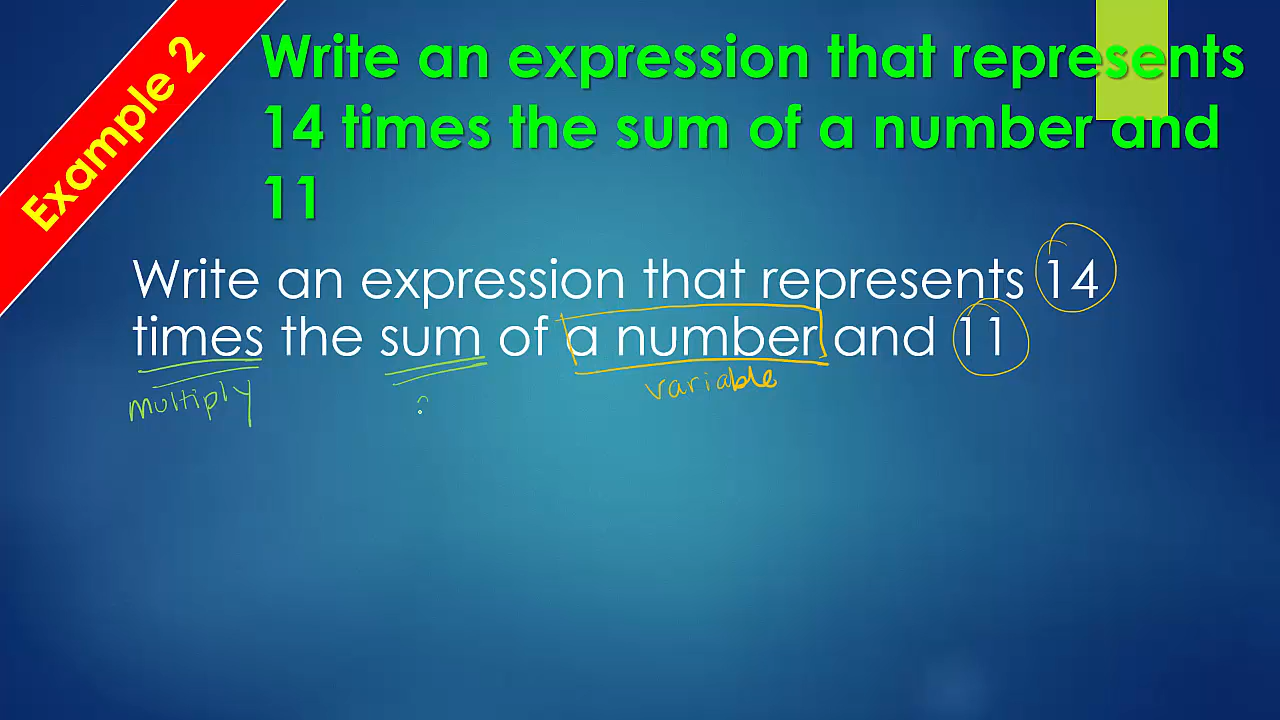 Example 2
Write an expression that represents
14 times the sum of a number and
11
Write an expression that represents 14
times the sum of a number and 11
multiply
variable